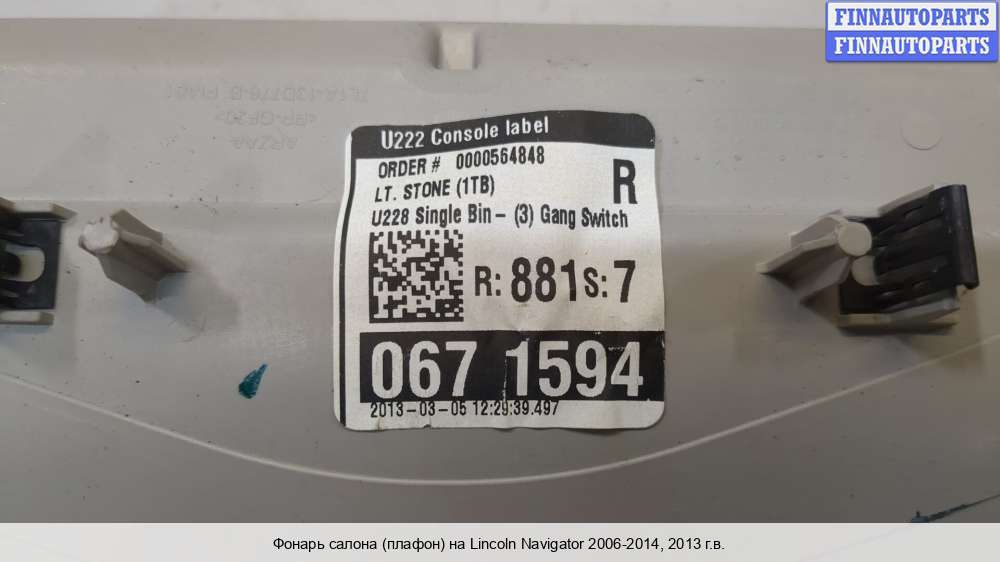 FINNAUTOPARTS
FINNAUTOPARTS
U222 Console label
ORDER # 0000564848
LT. STONE (1TB)
R
U228 Single Bin - (3) Gang Switch
R: 881 S: 7
067 1594
2013-03-05 12:29:39.497
Фонарь салона (плафон) на Lincoln Navigator 2006-2014, 2013 г.в.